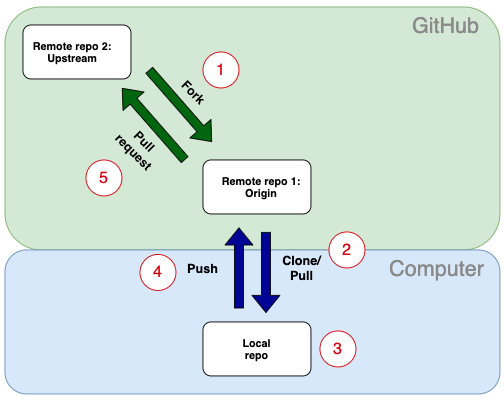 GitHub
Remote repo 2:
Upstream
1
Fork
Pull
request
5
Remote repo 1:
Origin
2
Clone/
Pull
4
Push
Computer
Local
repo
3